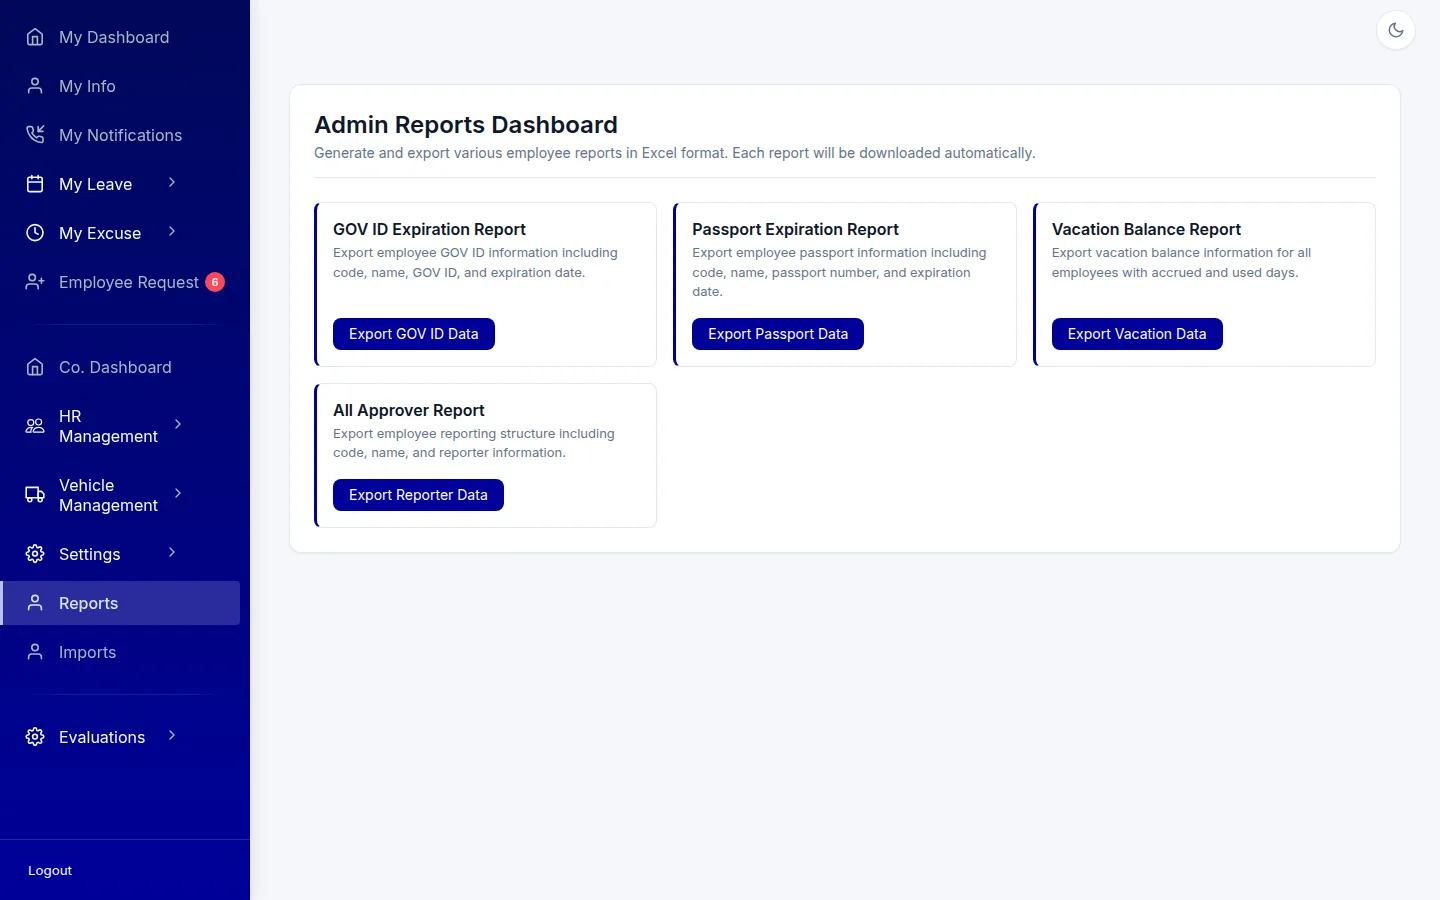 My Dashboard
My Info
My Notifications
My Leave
My Excuse
Employee Request 6
Co. Dashboard
HR
Management
Vehicle
Management
Settings
Reports
Imports
Evaluations
Logout
Admin Reports Dashboard
Generate and export various employee reports in Excel format. Each report will be downloaded automatically.
GOV ID Expiration Report
Export employee GOV ID information including
code, name, GOV ID, and expiration date.
Export GOV ID Data
Passport Expiration Report
Export employee passport information including
code, name, passport number, and expiration
date.
Export Passport Data
Vacation Balance Report
Export vacation balance information for all
employees with accrued and used days.
Export Vacation Data
All Approver Report
Export employee reporting structure including
code, name, and reporter information.
Export Reporter Data